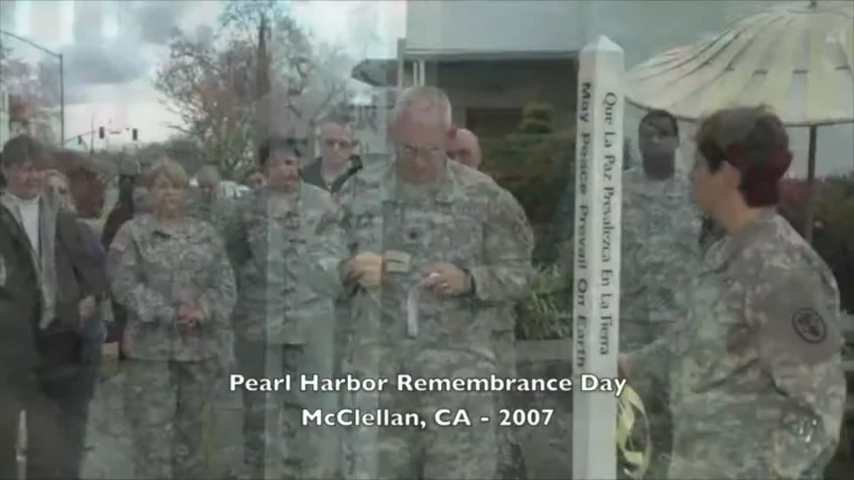 Que La Paz Prevalezca En La Tierra
May Peace Prevail On Earth
Pearl Harbor Remembrance Day
McClellan, CA - 2007